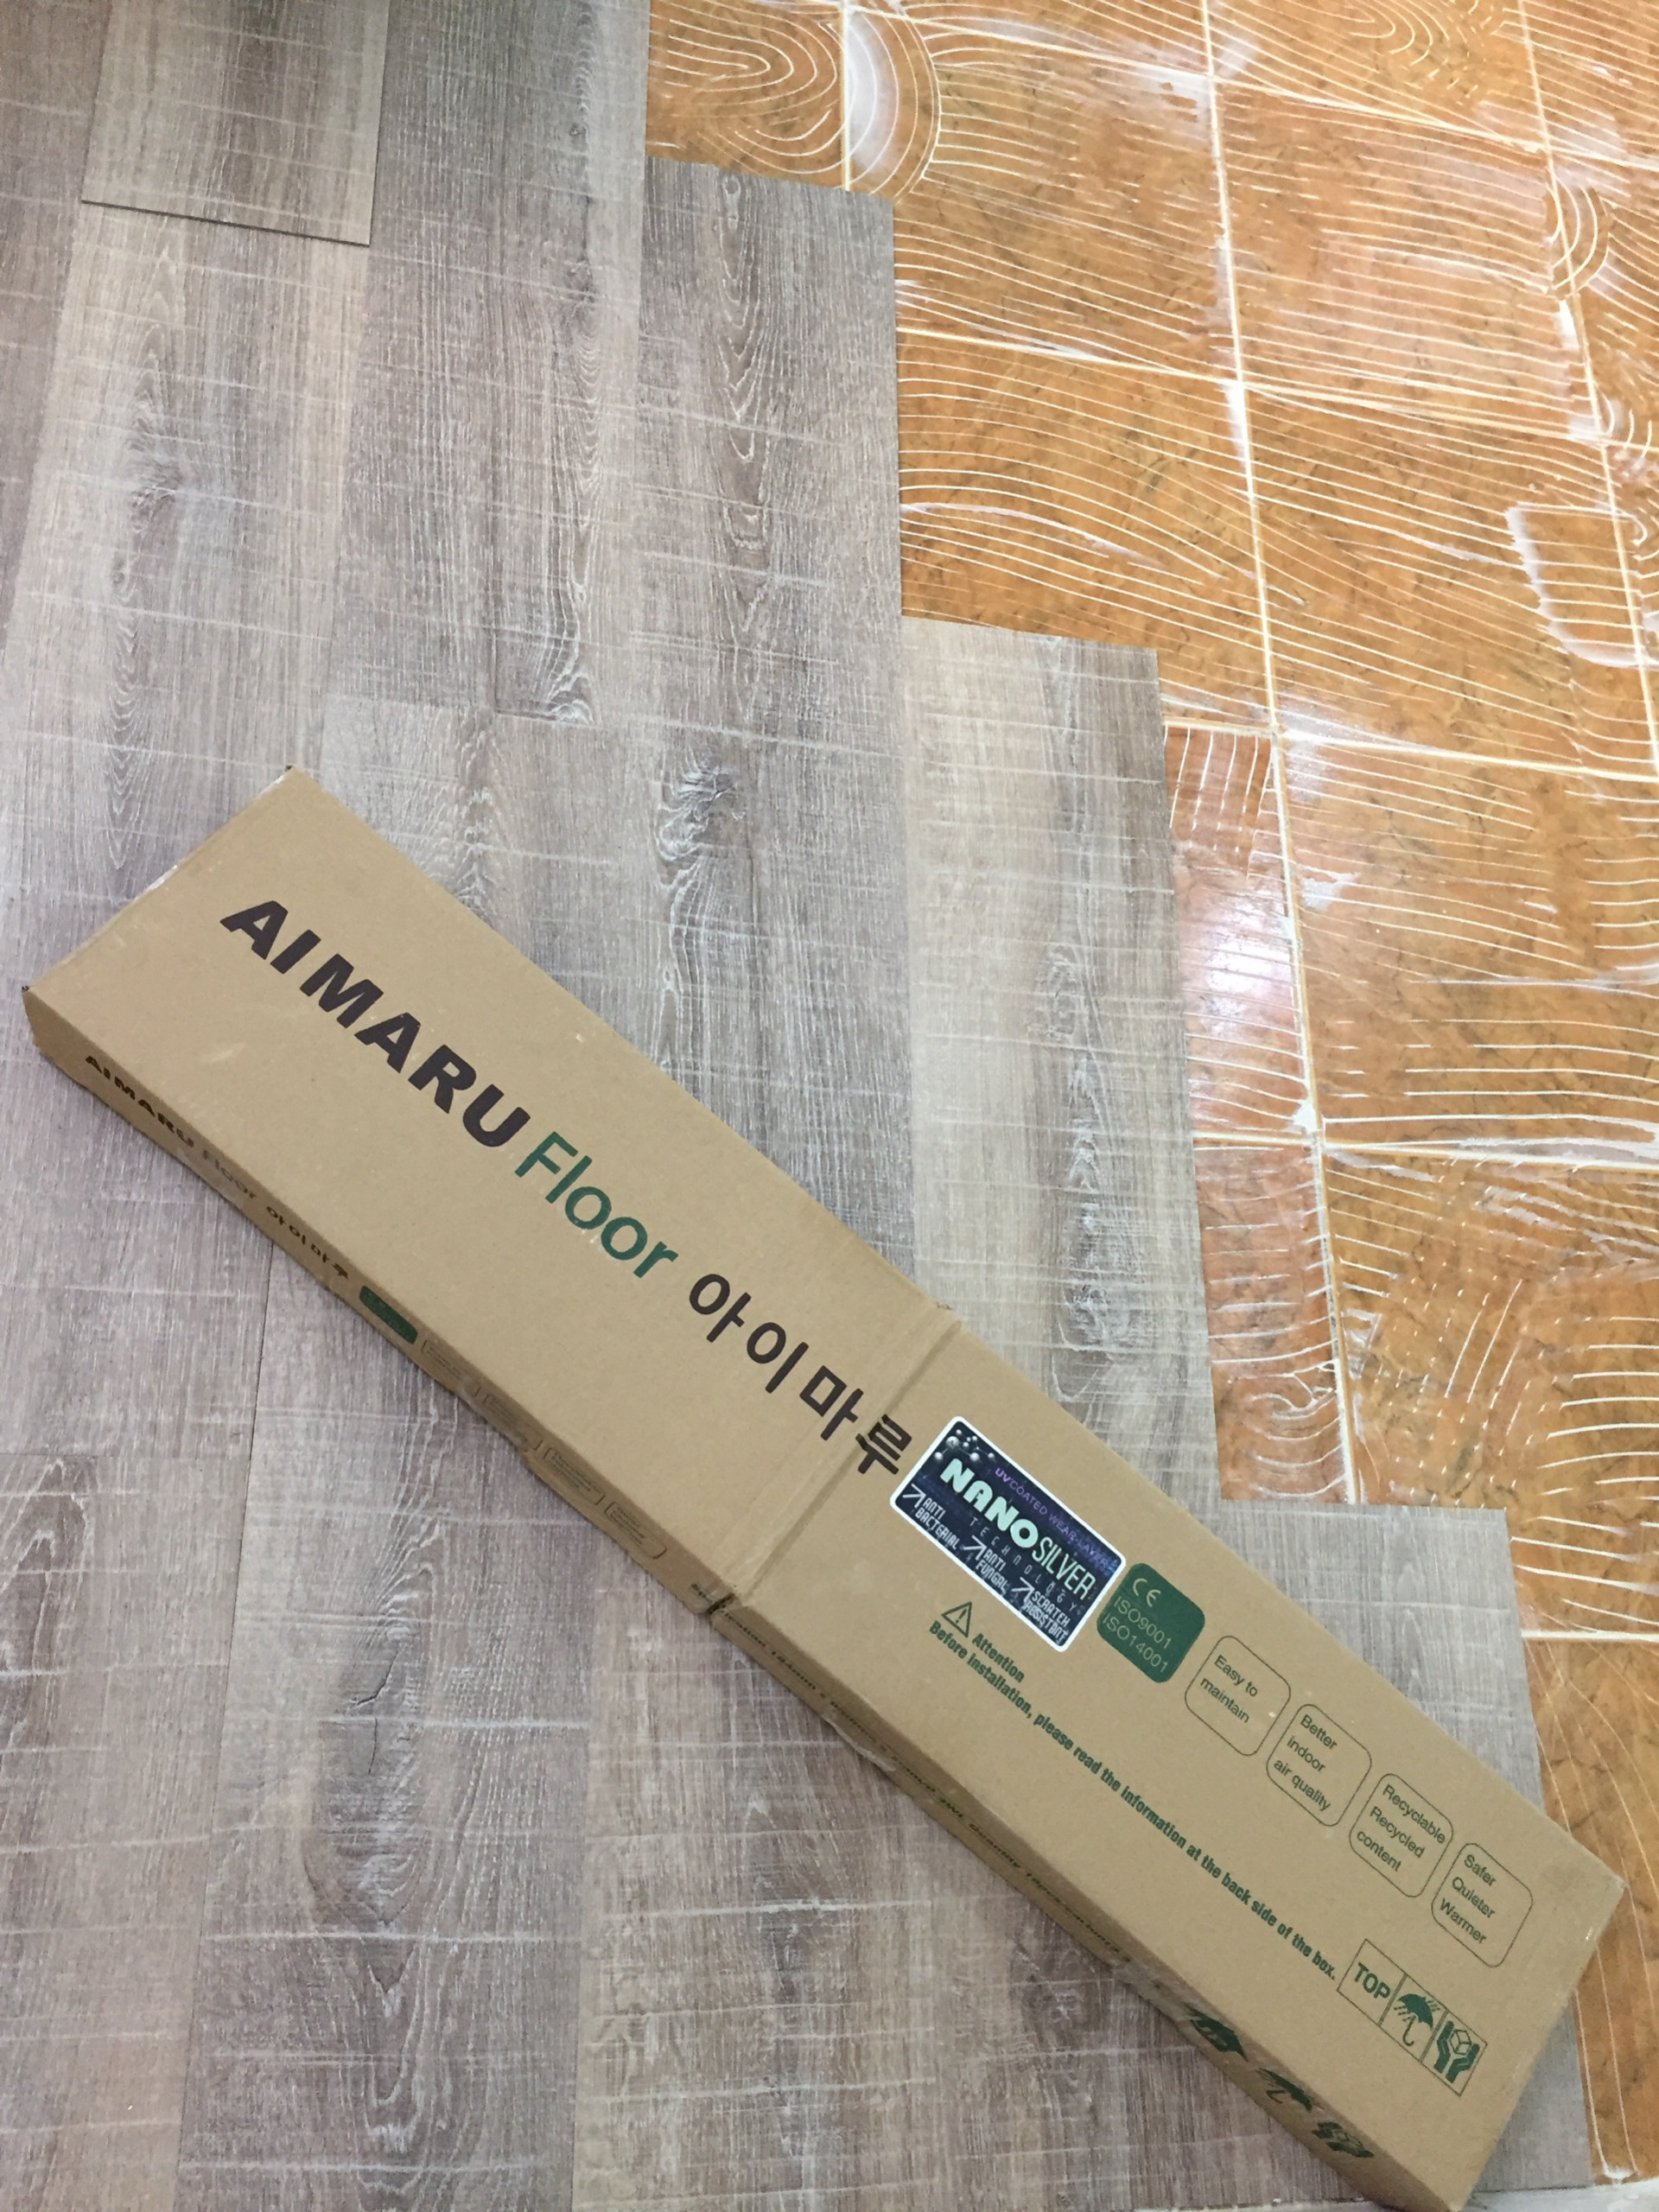 AIMARU Floor 아이마루
UV COATED WEAR-LAYER
NANOSILVER
TECHNOLOGY
ANTI
BACTERIAL
ANTI
FUNGAL
SCRATCH
RESISTANT
CE
ISO9001
ISO14001
Easy to
maintain
Better
indoor
air quality
Recyclable
Recycled
content
Safer
Quieter
Warmer
Attention
Before installation, please read the information at the back side of the box.
TOP
AIMARU Floor 아이마루